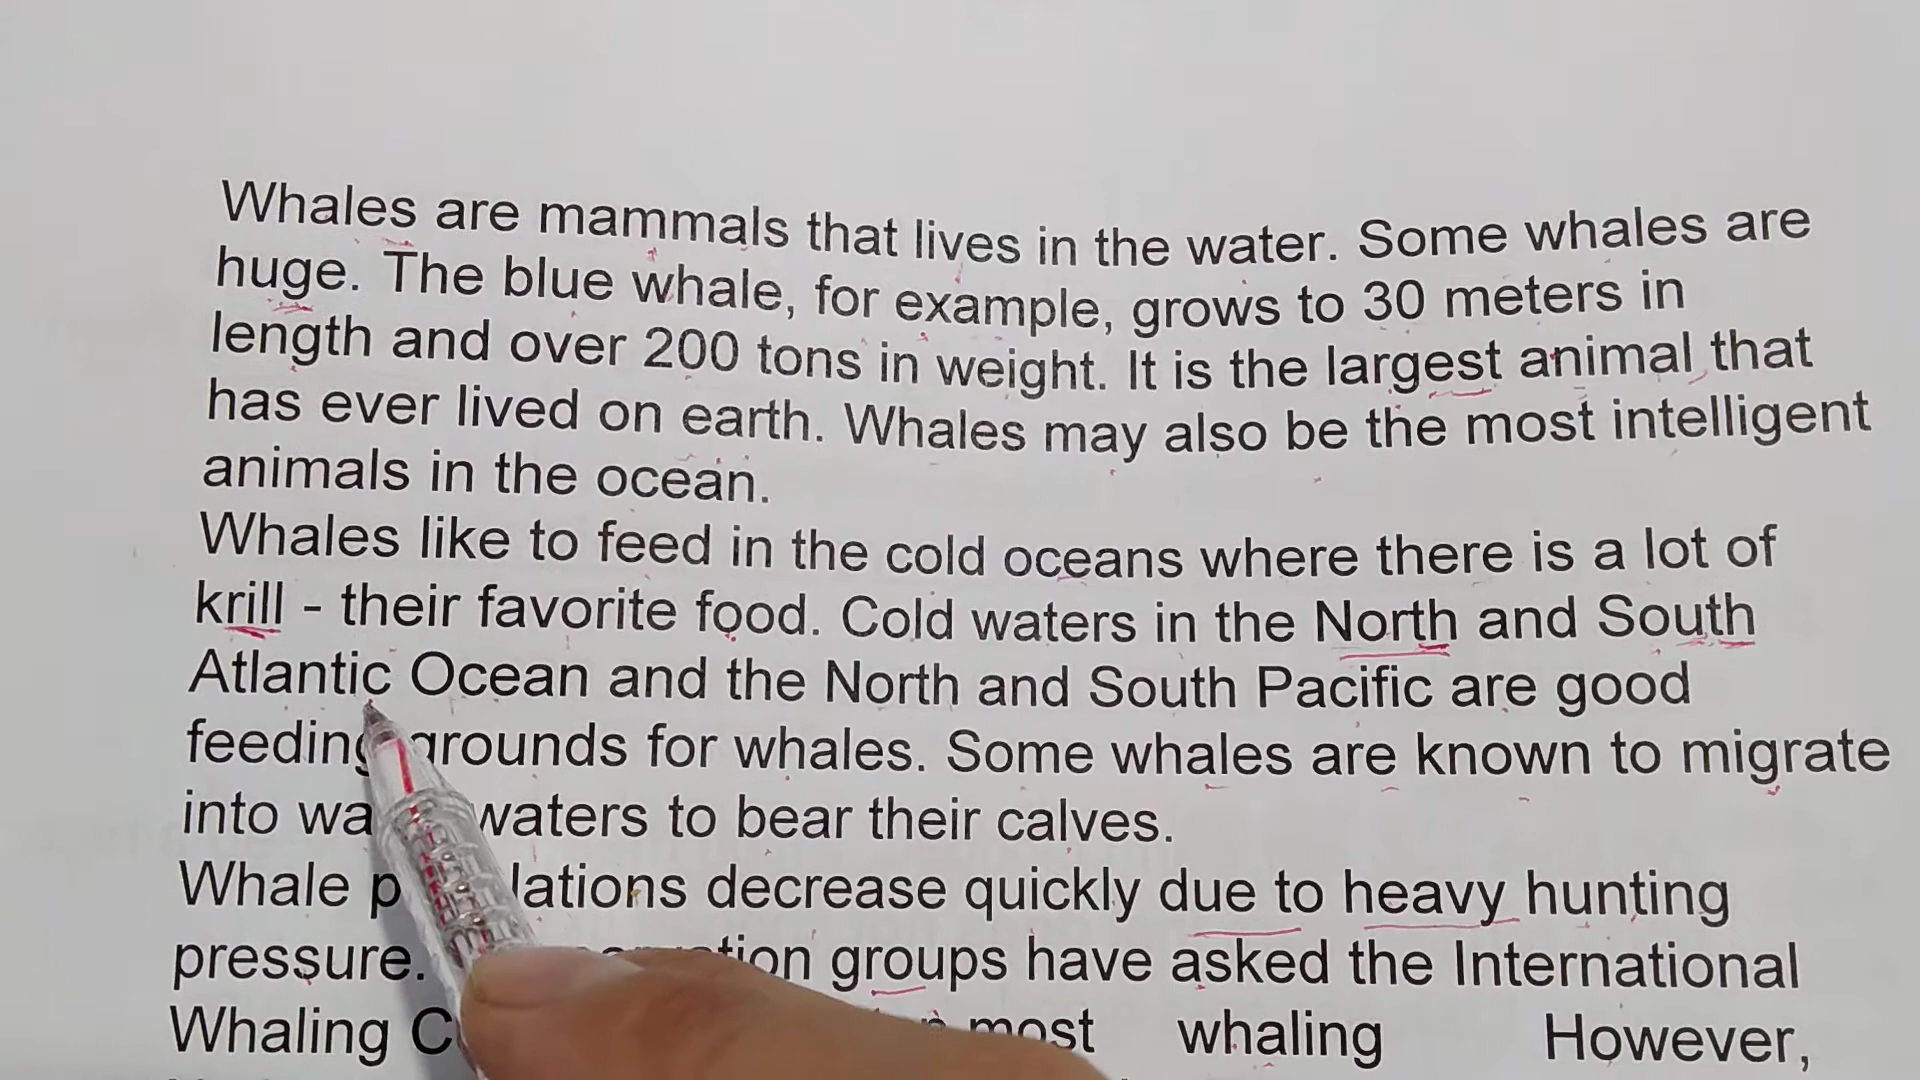 Whales are mammals that lives in the water. Some whales are
huge. The blue whale, for example, grows to 30 meters in
length and over 200 tons in weight. It is the largest animal that
has ever lived on earth. Whales may also be the most intelligent
animals in the ocean.
Whales like to feed in the cold oceans where there is a lot of
krill - their favorite food. Cold waters in the North and South
Atlantic Ocean and the North and South Pacific are good
feeding grounds for whales. Some whales are known to migrate
into waters to bear their calves.
Whale decrease quickly due to heavy hunting
pressure. groups have asked the International
Whaling most whaling However,